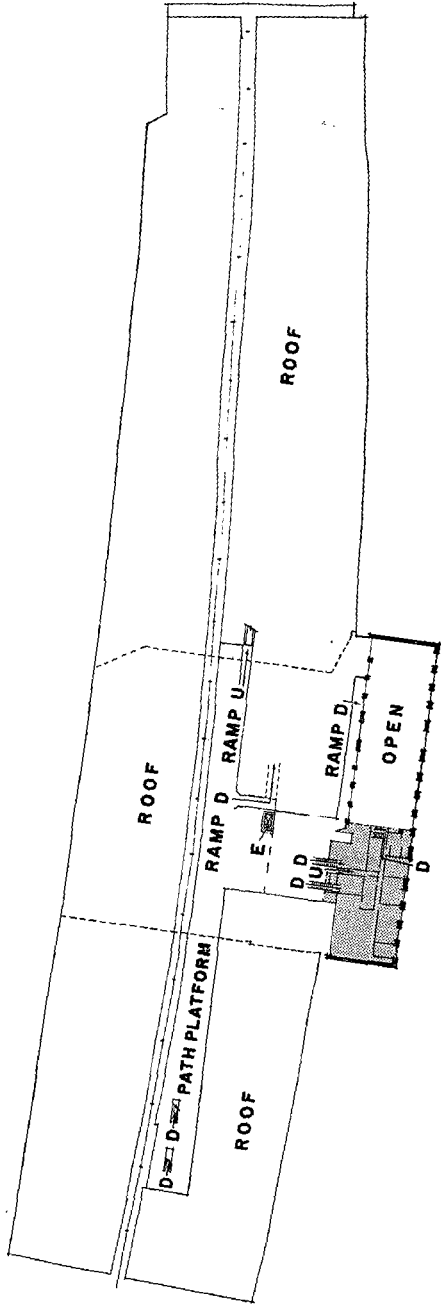 ROOF
ROOF
RAMP U
RAMP D
RAMP D
OPEN
E
D
U
D
D
PATH PLATFORM
D
D
ROOF